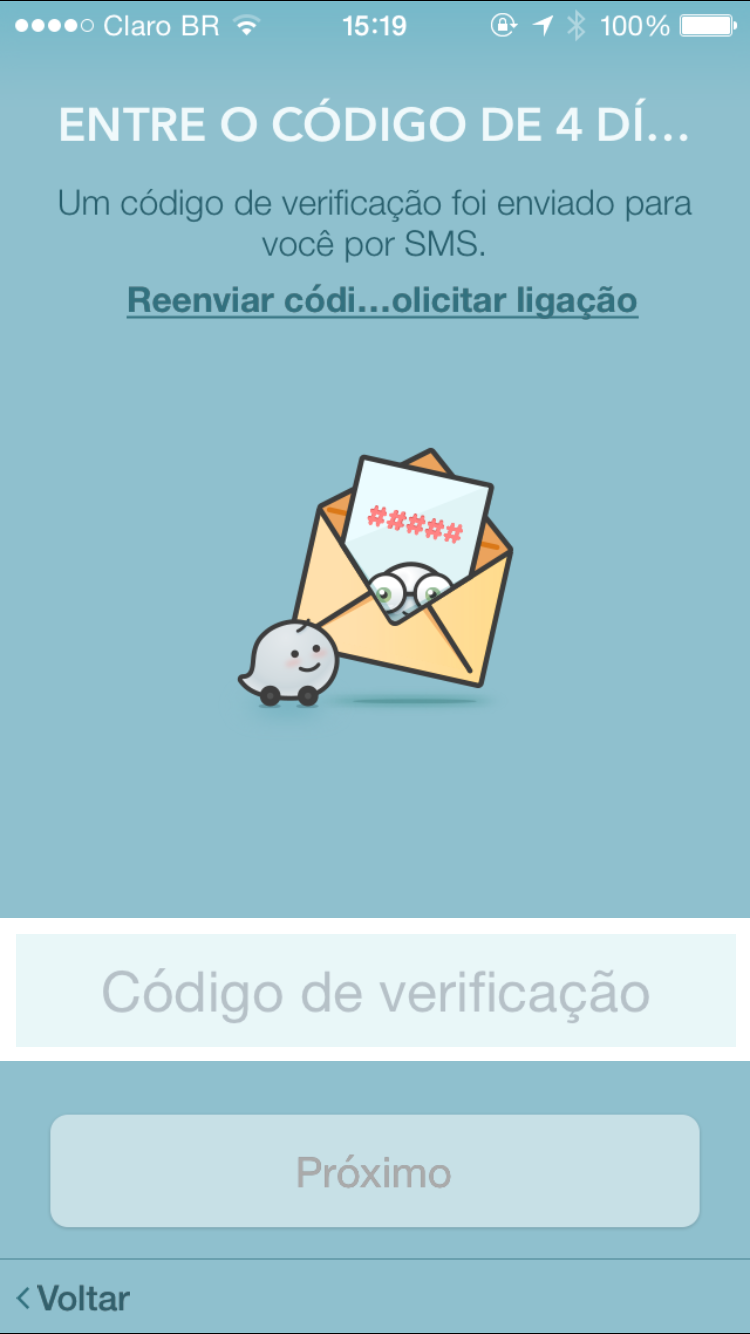 Claro BR 15:19 100%
ENTRE O CÓDIGO DE 4 DÍ...
Um código de verificação foi enviado para
você por SMS.
Reenviar códi...olicitar ligação
#####
Código de verificação
Próximo
Voltar